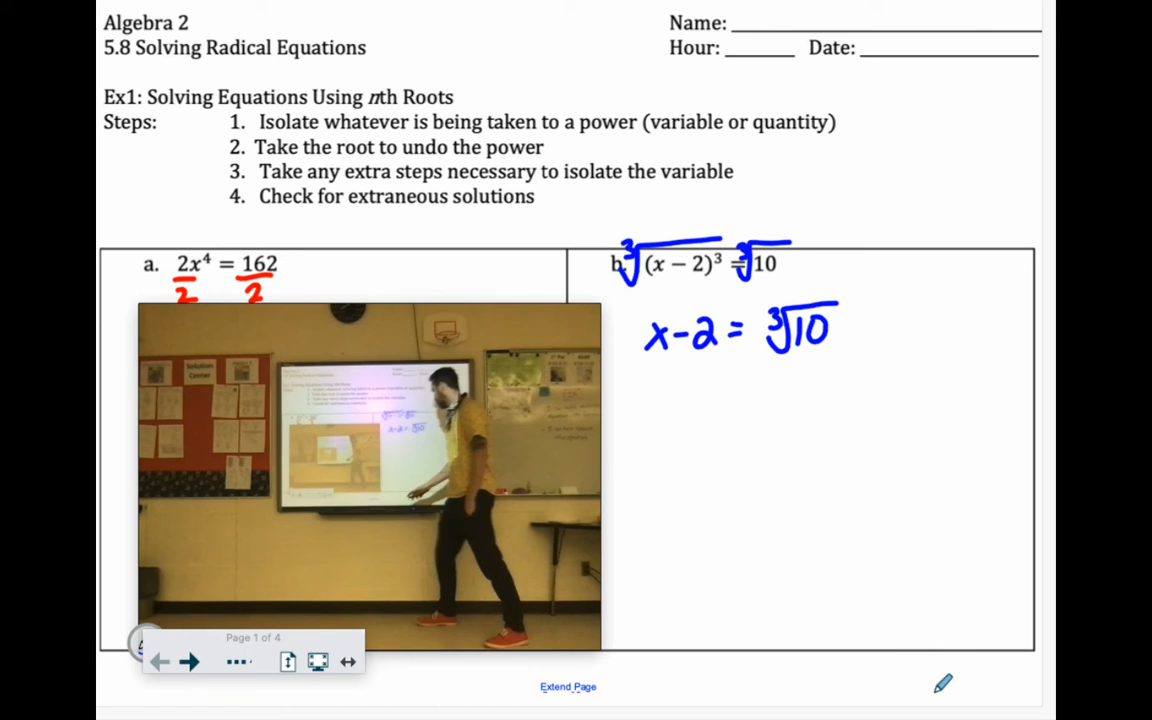 Algebra 2
Name:
5.8 Solving Radical Equations
Hour: Date:
Ex1: Solving Equations Using nth Roots
Steps: 1. Isolate whatever is being taken to a power (variable or quantity)
2. Take the root to undo the power
3. Take any extra steps necessary to isolate the variable
4. Check for extraneous solutions
a. 2x⁴ = 162
2 2
b. ∛(x − 2)³ = ∛10
x-2 = ∛10
Solution
Center
Page 1 of 4
Extend Page